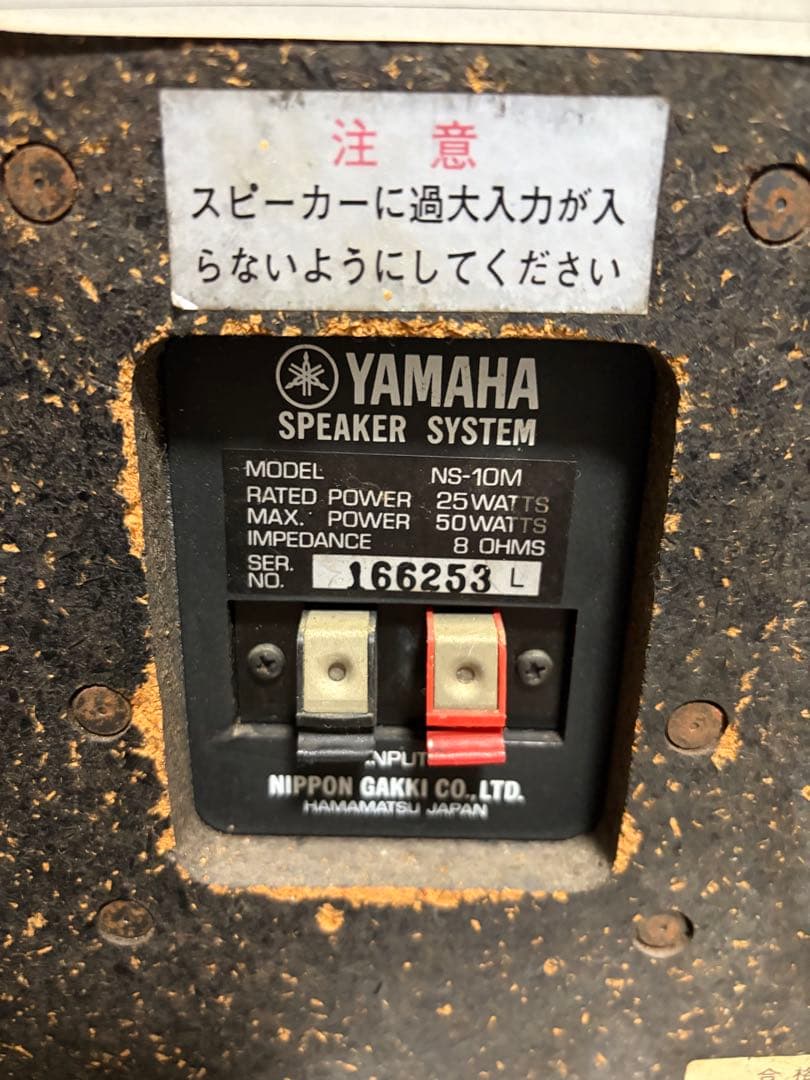 注意
スピーカーに過大入力が入
らないようにしてください
YAMAHA
SPEAKER SYSTEM
MODEL NS-10M
RATED POWER 25WATTS
MAX. POWER 50WATTS
IMPEDANCE 8 OHMS
SER. NO. 166253 L
INPUT
NIPPON GAKKI CO., LTD.
HAMAMATSU JAPAN
合格